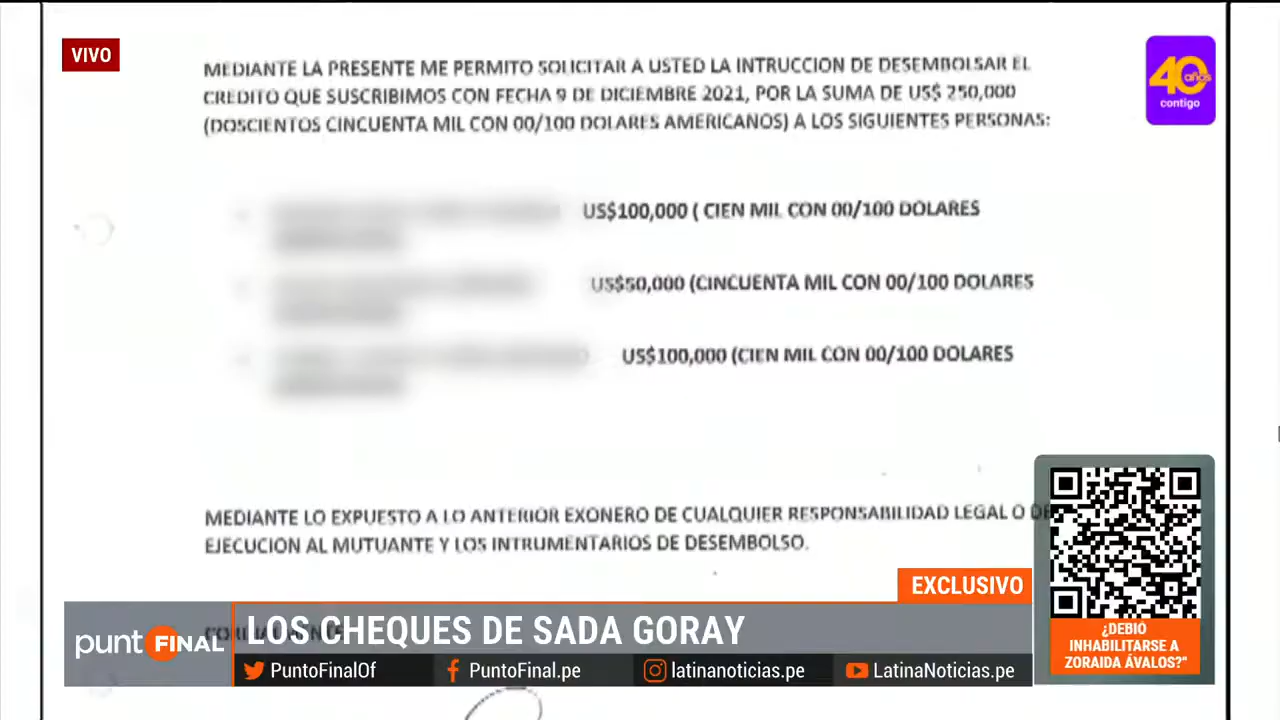 VIVO
40
años
contigo
MEDIANTE LA PRESENTE ME PERMITO SOLICITAR A USTED LA INTRUCCION DE DESEMBOLSAR EL
CREDITO QUE SUSCRIBIMOS CON FECHA 9 DE DICIEMBRE 2021, POR LA SUMA DE US$ 250,000
(DOSCIENTOS CINCUENTA MIL CON 00/100 DOLARES AMERICANOS) A LOS SIGUIENTES PERSONAS:
US$100,000 ( CIEN MIL CON 00/100 DOLARES
US$50,000 (CINCUENTA MIL CON 00/100 DOLARES
US$100,000 (CIEN MIL CON 00/100 DOLARES
MEDIANTE LO EXPUESTO A LO ANTERIOR EXONERO DE CUALQUIER RESPONSABILIDAD LEGAL O DE
EJECUCION AL MUTUANTE Y LOS INTRUMENTARIOS DE DESEMBOLSO.
EXCLUSIVO
punto FINAL
LOS CHEQUES DE SADA GORAY
PuntoFinalOf
PuntoFinal.pe
latinanoticias.pe
LatinaNoticias.pe
¿DEBIO
INHABILITARSE A
ZORAIDA ÁVALOS?"